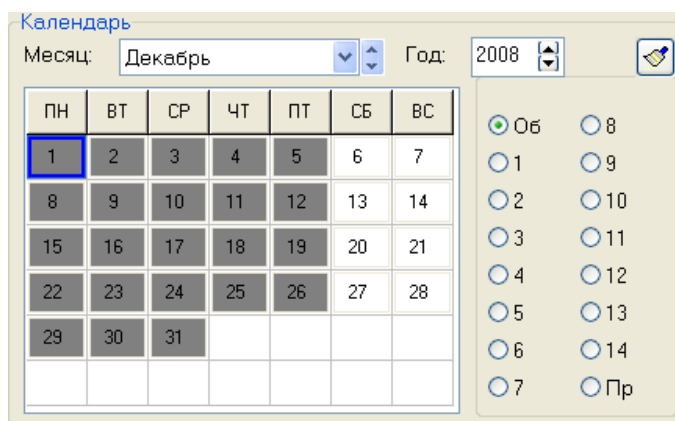 Календарь
Месяц: Декабрь Год: 2008
ПН ВТ СР ЧТ ПТ СБ ВС
1 2 3 4 5 6 7
8 9 10 11 12 13 14
15 16 17 18 19 20 21
22 23 24 25 26 27 28
29 30 31
Об 8
1 9
2 10
3 11
4 12
5 13
6 14
7 Пр